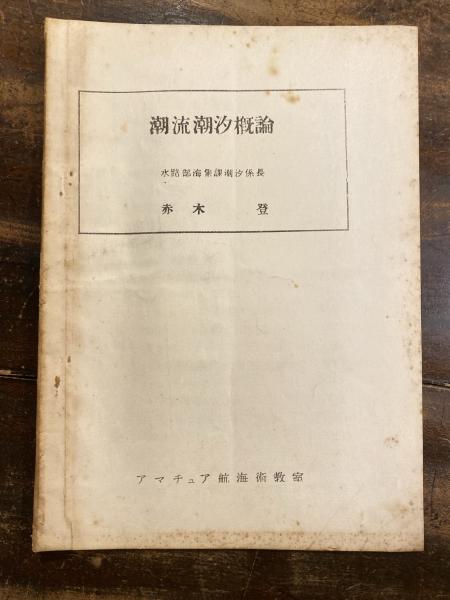 潮流潮汐概論
水路部海象課潮汐係長
赤木 登
アマチュア航海術教室